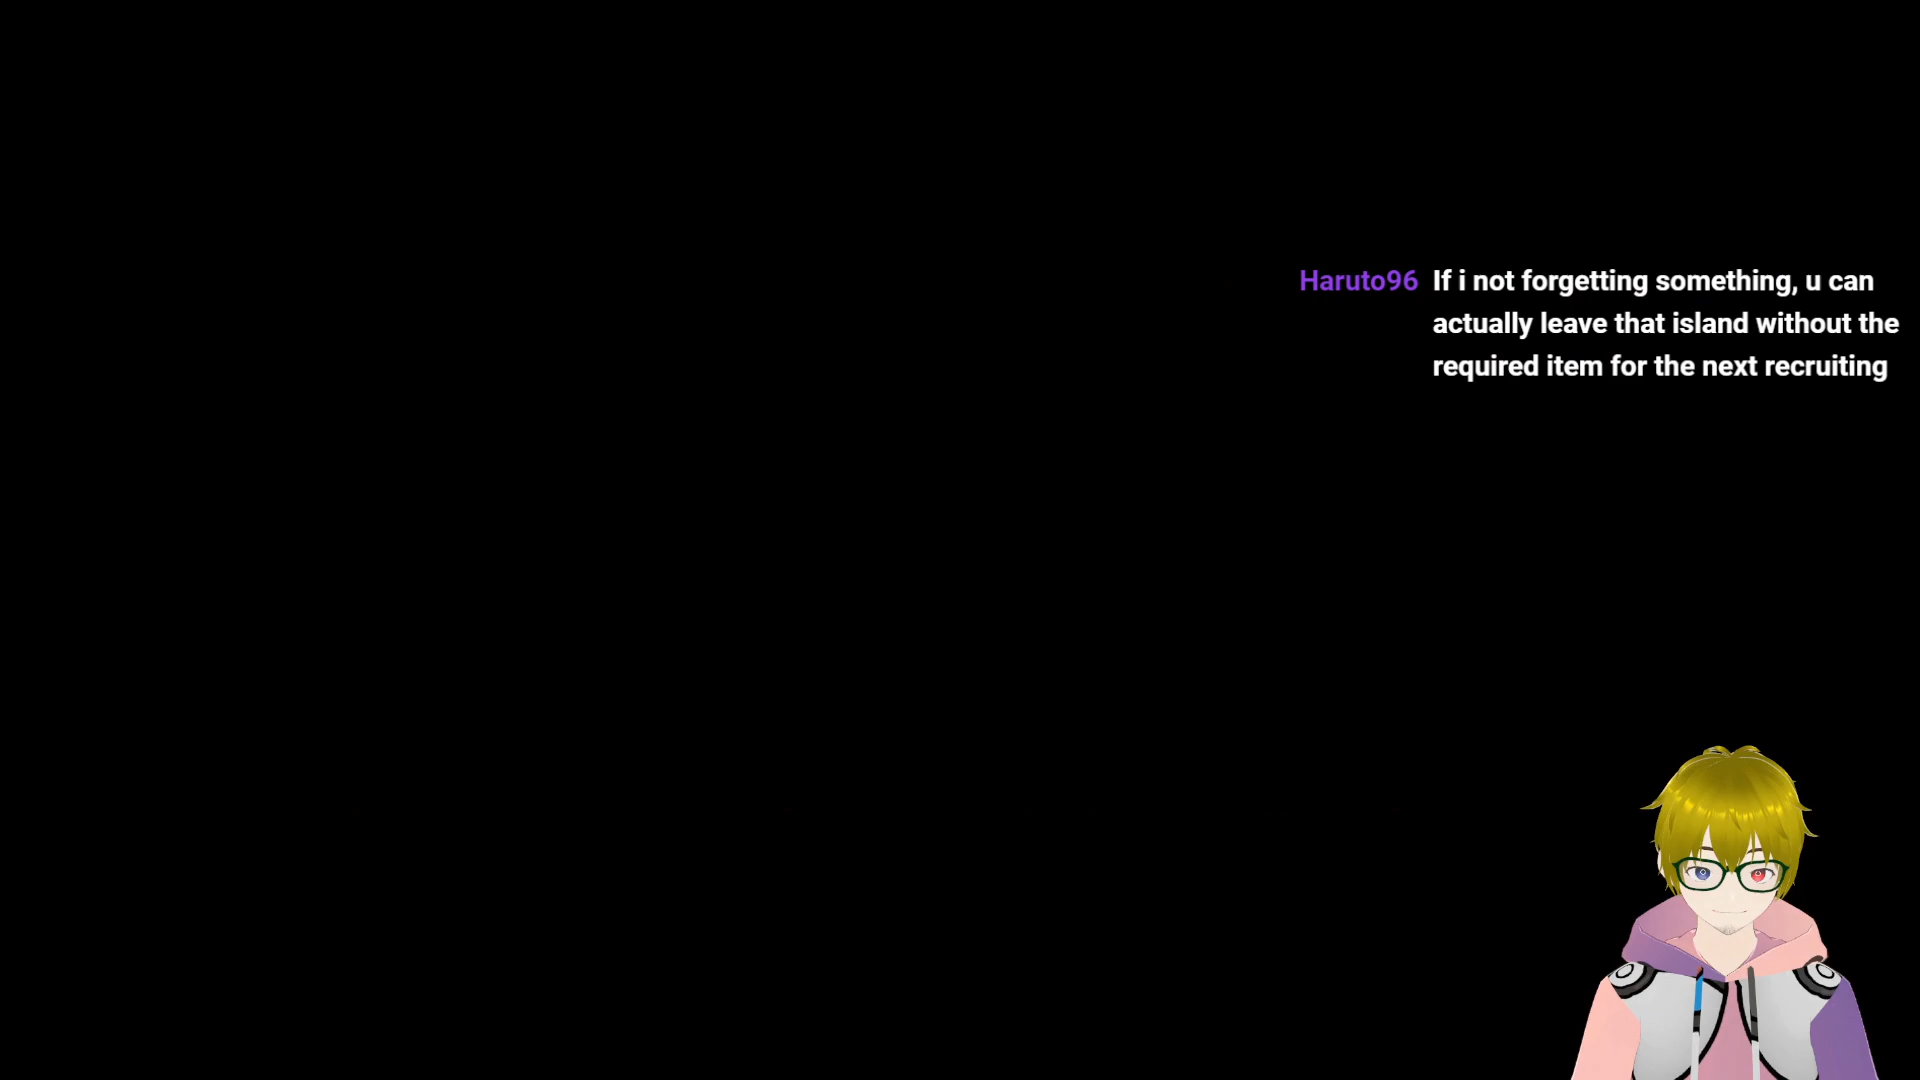 Haruto96 If i not forgetting something, u can
actually leave that island without the
required item for the next recruiting